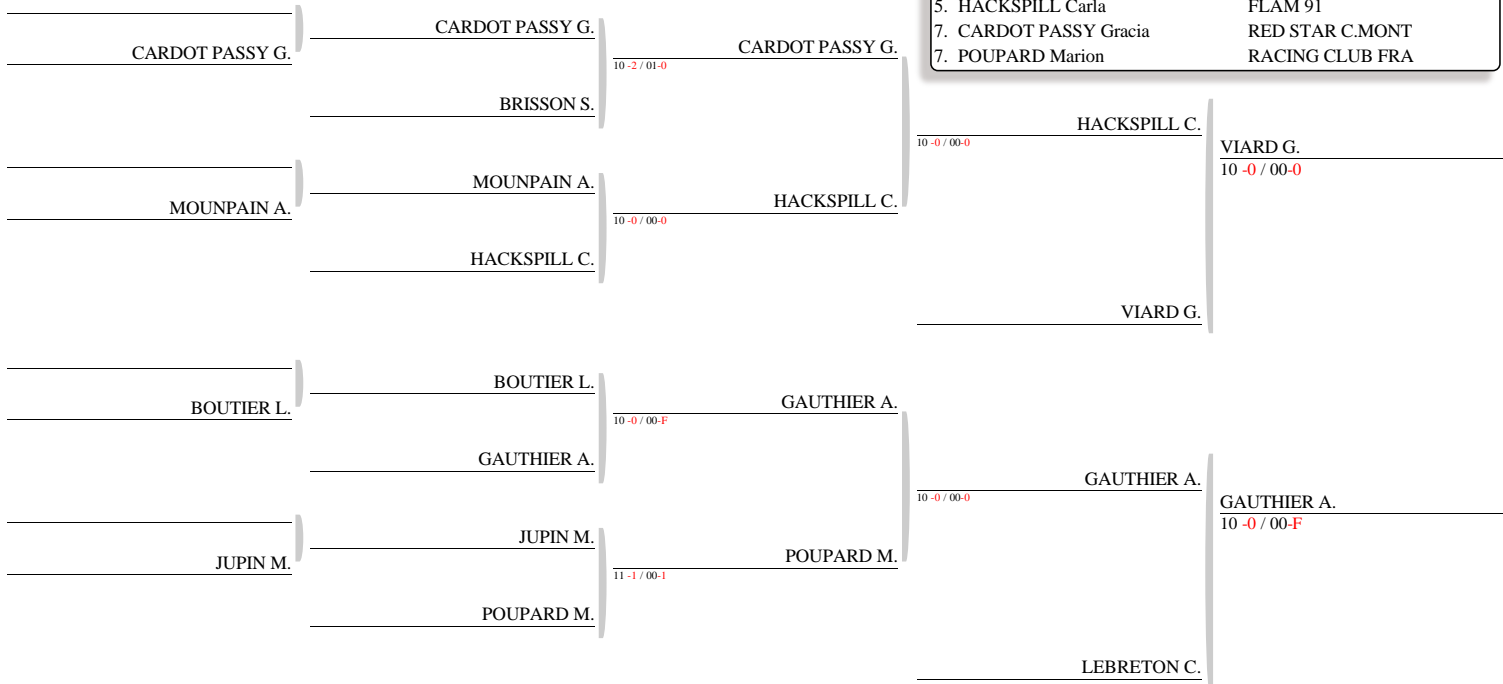 5. HACKSPILL Carla FLAM 91
7. CARDOT PASSY Gracia RED STAR C.MONT
7. POUPARD Marion RACING CLUB FRA
CARDOT PASSY G.
CARDOT PASSY G.
BRISSON S.
MOUNPAIN A.
MOUNPAIN A.
HACKSPILL C.
BOUTIER L.
BOUTIER L.
GAUTHIER A.
JUPIN M.
JUPIN M.
POUPARD M.
CARDOT PASSY G.
10 -2 / 01-0
HACKSPILL C.
10 -0 / 00-0
GAUTHIER A.
10 -0 / 00-F
POUPARD M.
11 -1 / 00-1
HACKSPILL C.
10 -0 / 00-0
VIARD G.
GAUTHIER A.
10 -0 / 00-0
LEBRETON C.
VIARD G.
10 -0 / 00-0
GAUTHIER A.
10 -0 / 00-F